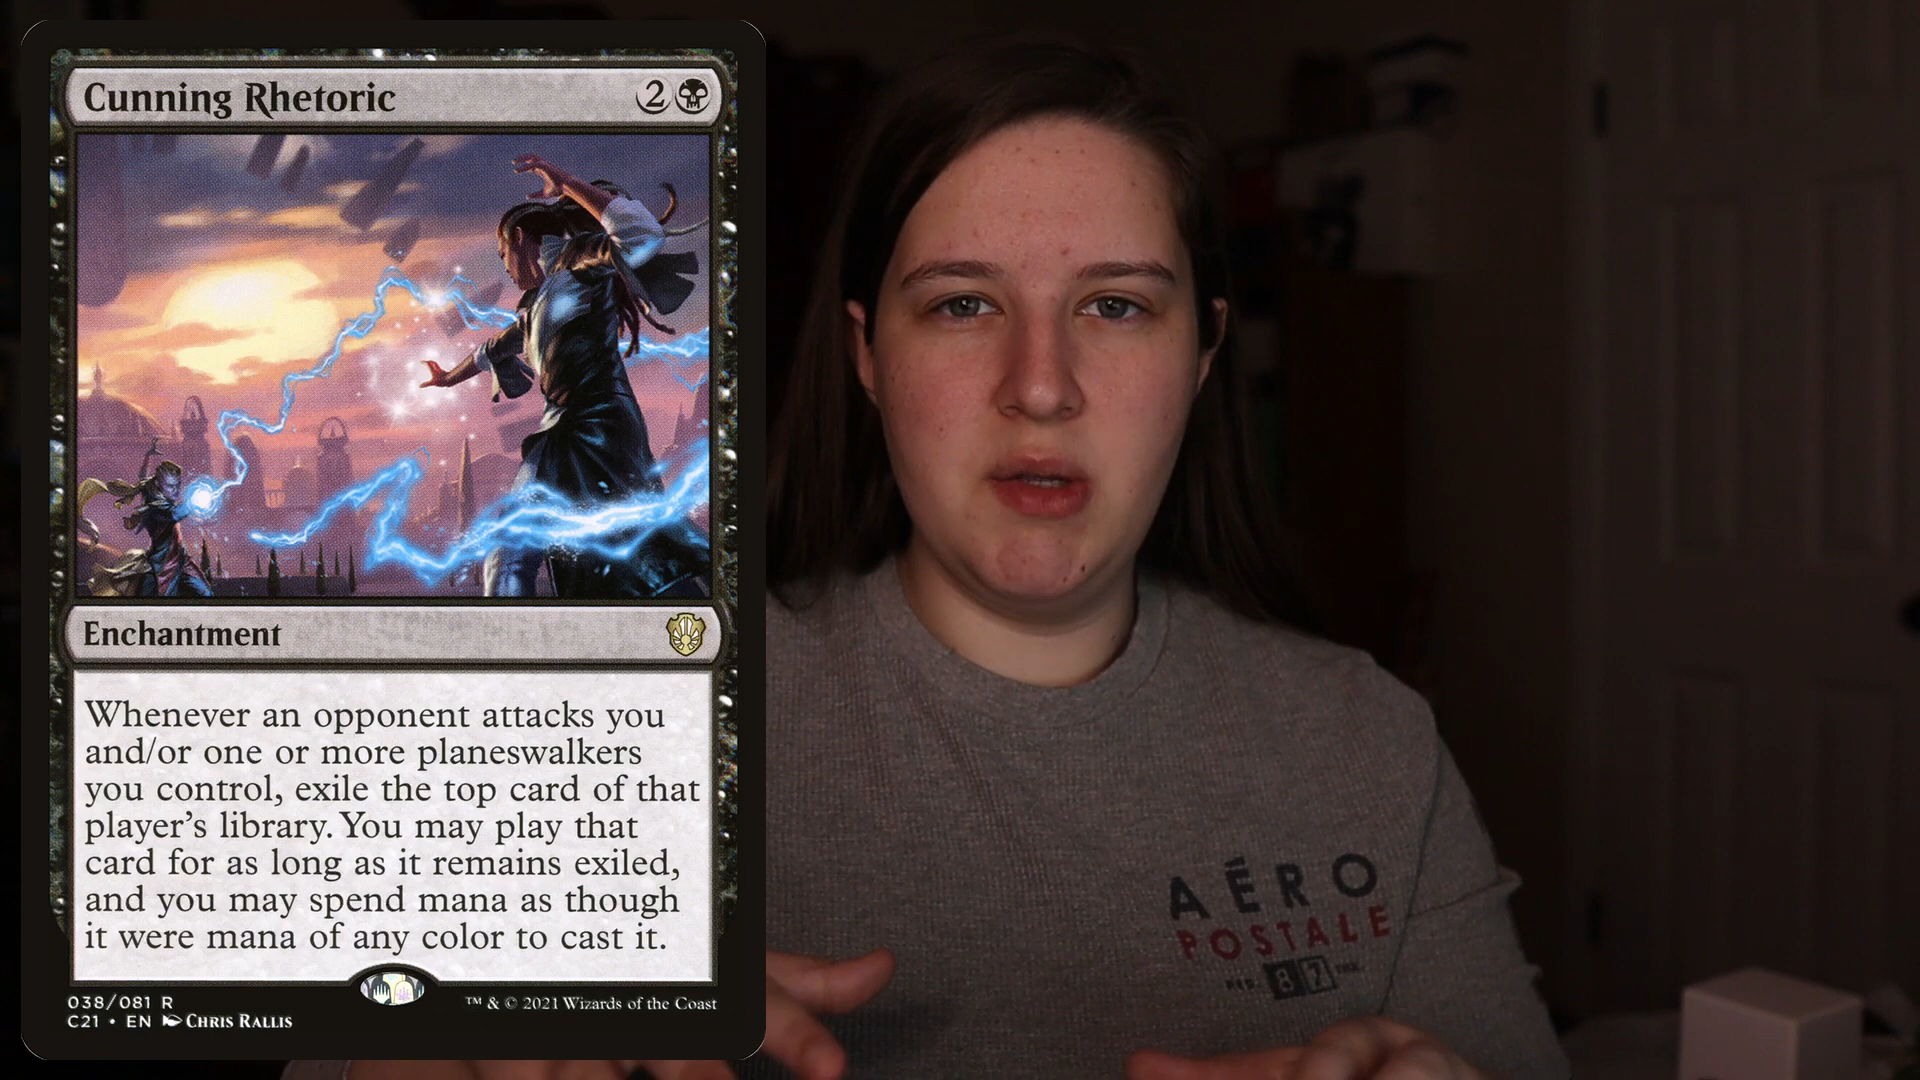 Cunning Rhetoric 2
Enchantment
Whenever an opponent attacks you
and/or one or more planeswalkers
you control, exile the top card of that
player's library. You may play that
card for as long as it remains exiled,
and you may spend mana as though
it were mana of any color to cast it.
038/081 R
C21 • EN CHRIS RALLIS
™ & © 2021 Wizards of the Coast
AÉRO
POSTALE
87